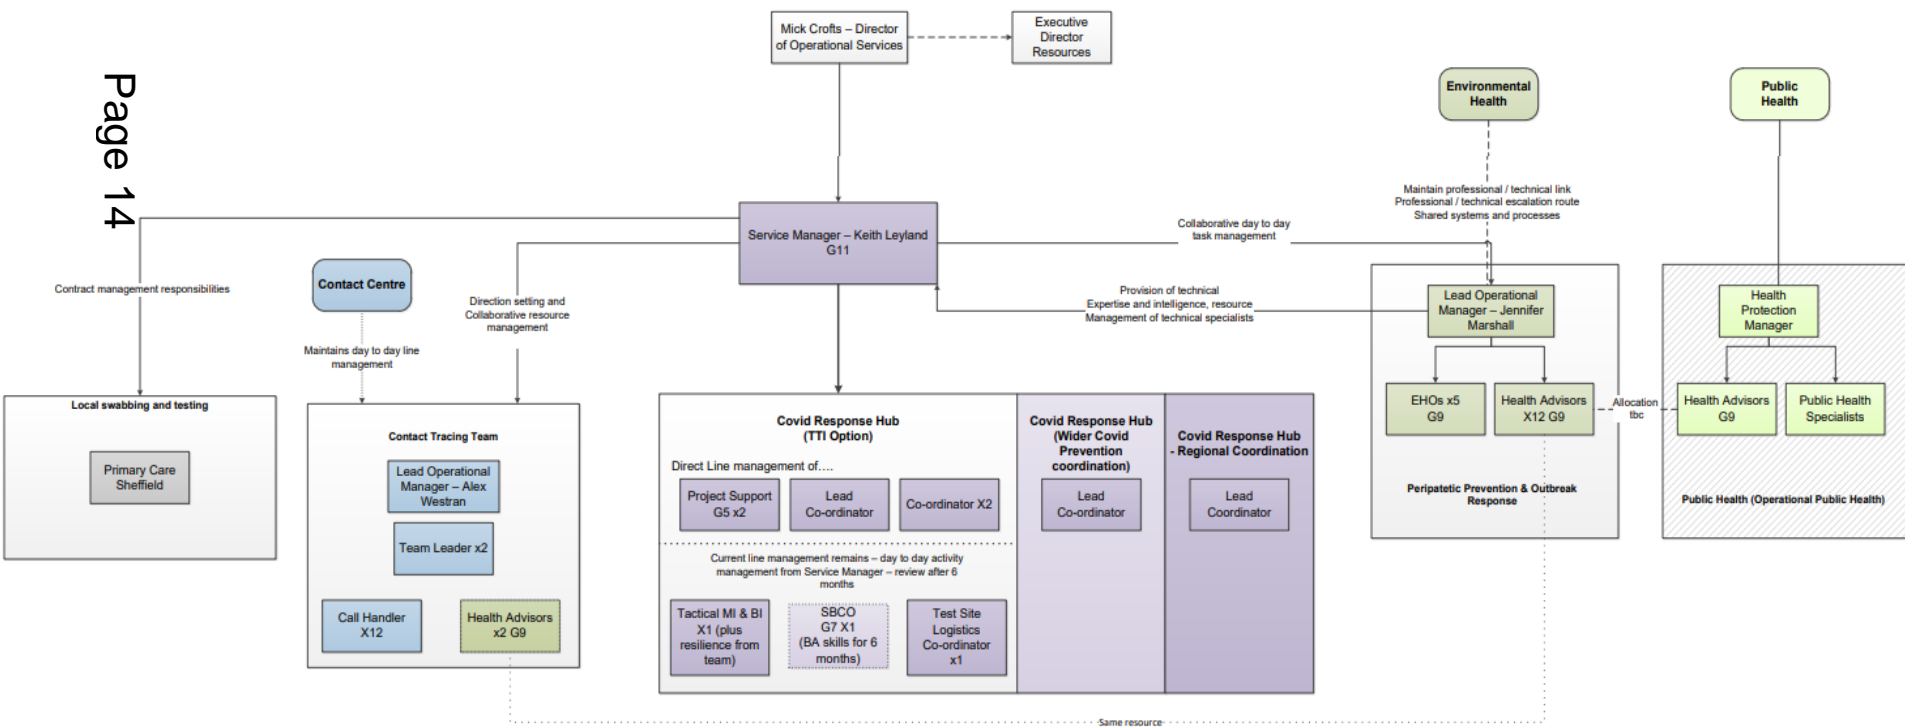 Page 14
Mick Crofts – Director
of Operational Services
Executive
Director
Resources
Environmental
Health
Public
Health
Maintain professional / technical link
Professional / technical escalation route
Shared systems and processes
Service Manager – Keith Leyland
G11
Collaborative day to day
task management
Contract management responsibilities
Contact Centre
Direction setting and
Collaborative resource
management
Provision of technical
Expertise and intelligence, resource
Management of technical specialists
Lead Operational
Manager – Jennifer
Marshall
Health
Protection
Manager
Maintains day to day line
management
Local swabbing and testing
Primary Care
Sheffield
Contact Tracing Team
Lead Operational
Manager – Alex
Westran
Team Leader x2
Call Handler
X12
Health Advisors
x2 G9
Covid Response Hub
(TTI Option)
Direct Line management of....
Project Support
G5 x2
Lead
Co-ordinator
Co-ordinator X2
Current line management remains – day to day activity
management from Service Manager – review after 6
months
Tactical MI & BI
X1 (plus
resilience from
team)
SBCO
G7 X1
(BA skills for 6
months)
Test Site
Logistics
Co-ordinator
x1
Covid Response Hub
(Wider Covid
Prevention
coordination)
Lead
Co-ordinator
Covid Response Hub
- Regional Coordination
Lead
Coordinator
EHOs x5
G9
Health Advisors
X12 G9
Peripatetic Prevention & Outbreak
Response
Allocation
tbc
Health Advisors
G9
Public Health
Specialists
Public Health (Operational Public Health)
Same resource